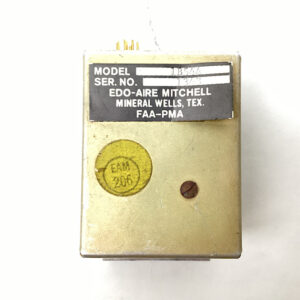 MODEL
SER. NO.
EDO-AIRE MITCHELL
MINERAL WELLS, TEX.
FAA-PMA
EAM
206